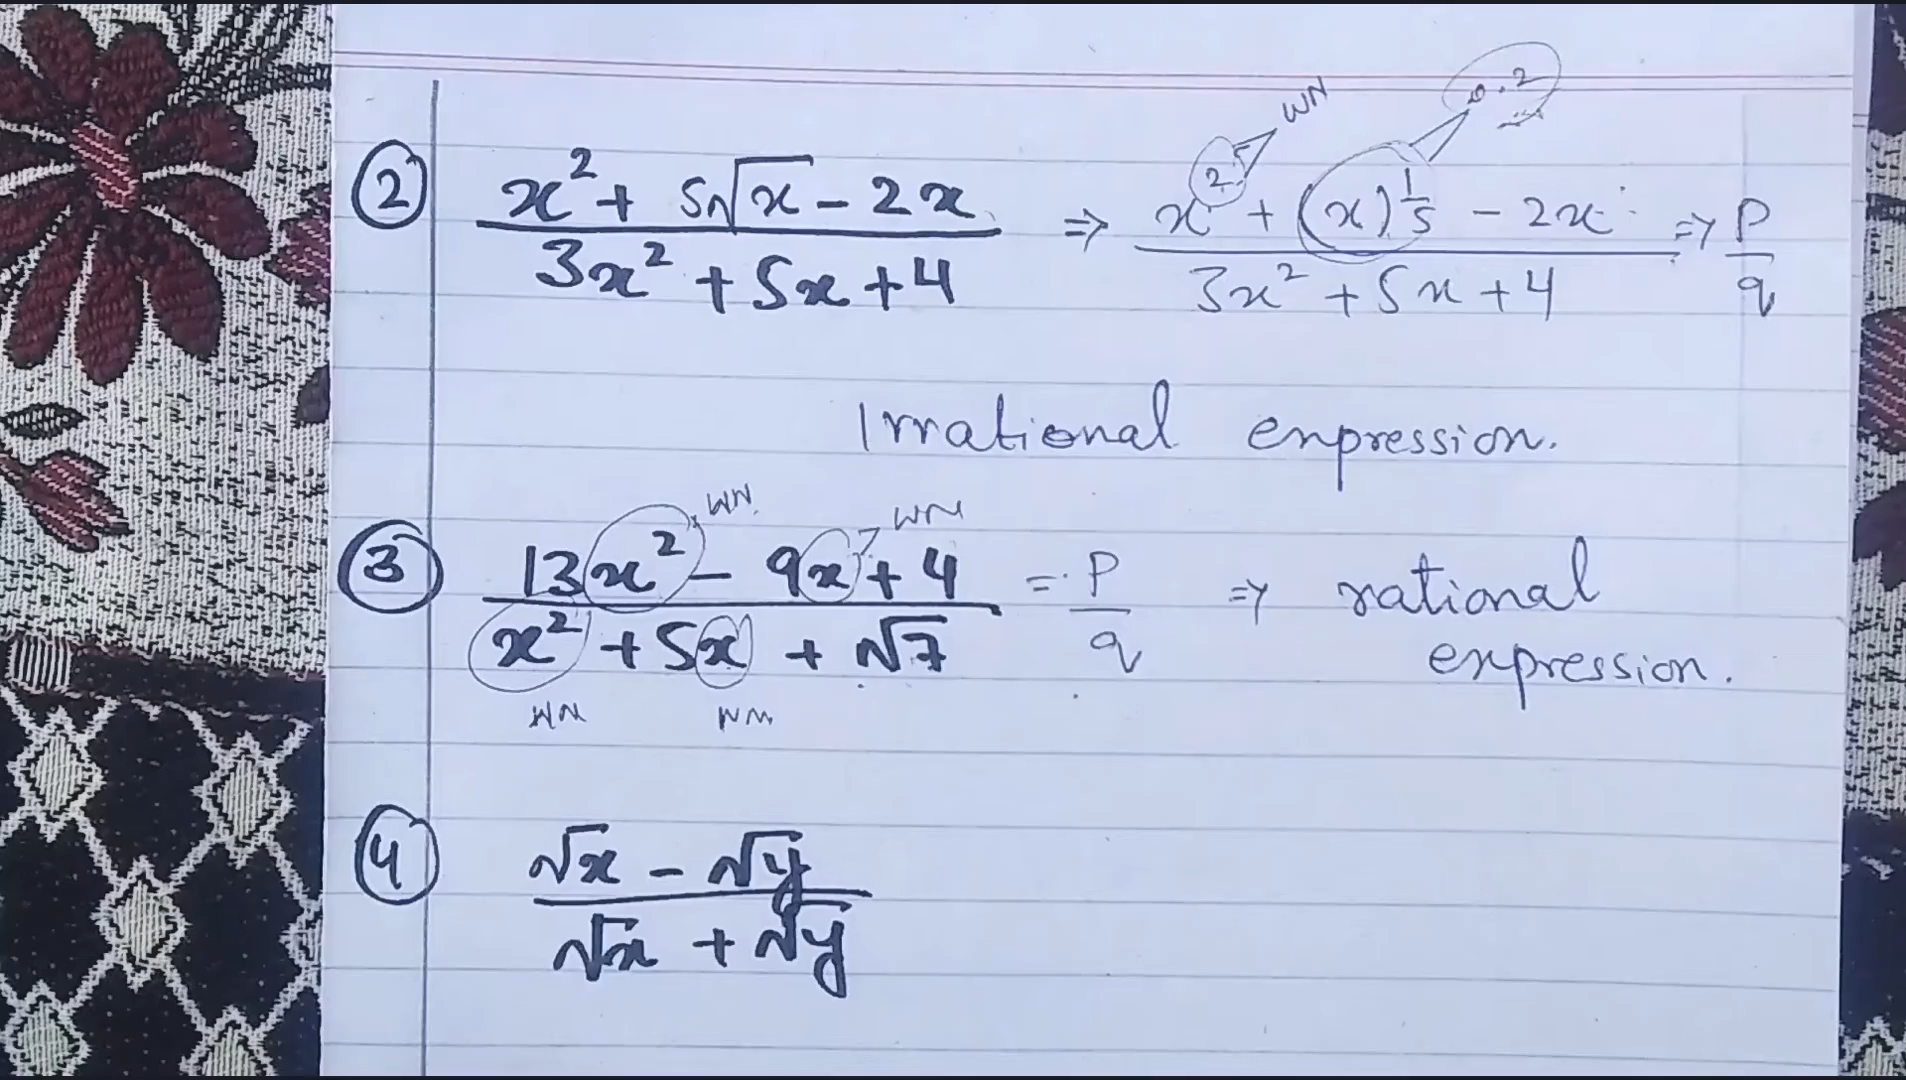 WN 0.2
② x² + 5√x - 2x / 3x² + 5x + 4 ⇒ x² + (x)^1/5 - 2x / 3x² + 5x + 4 ⇒ P/q
Irrational expression.
WN WN
③ 13x² - 9x + 4 / x² + 5x + √7 = P/q ⇒ rational
expression.
WN WN
④ √x - √y / √x + √y